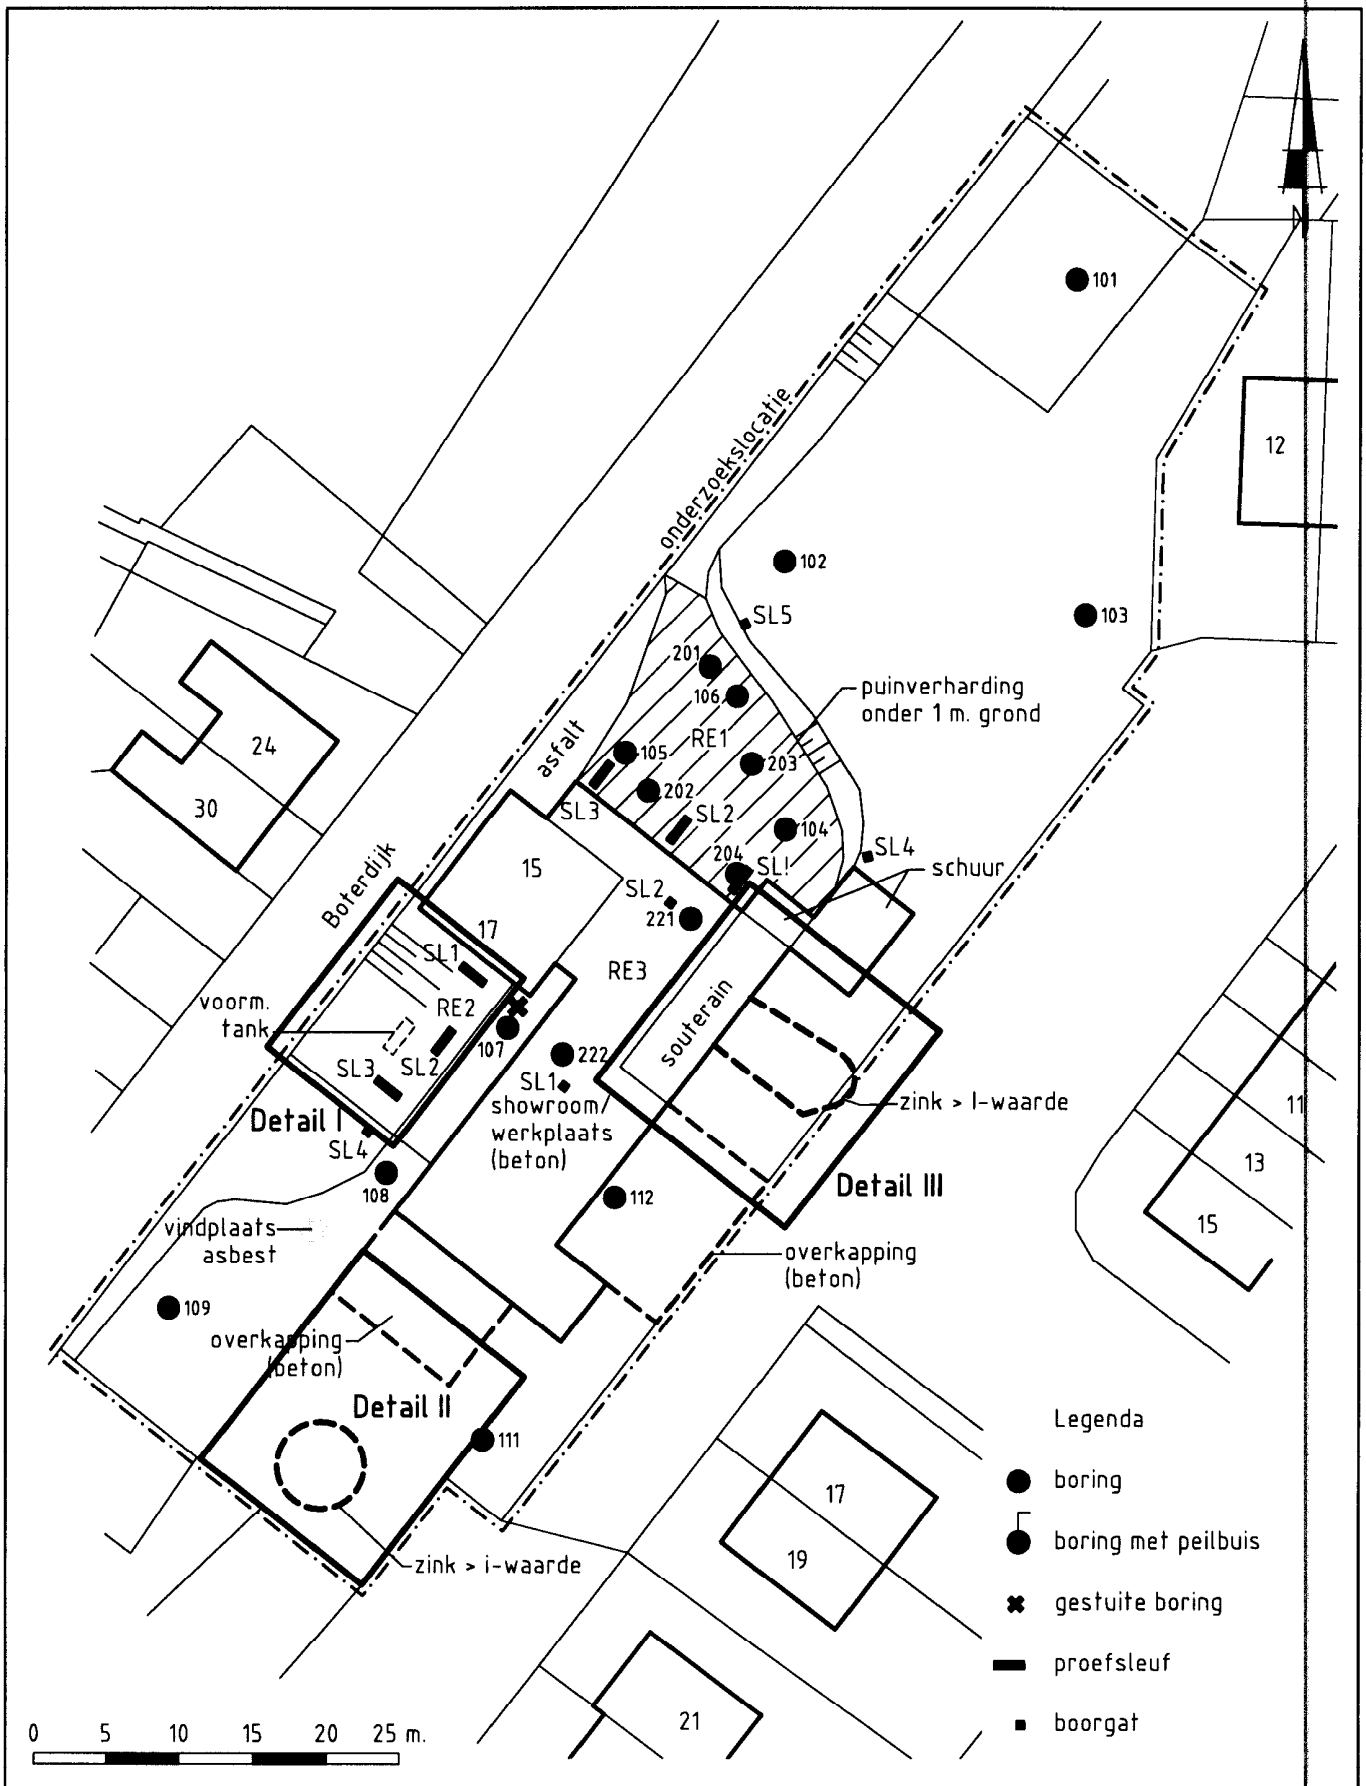 N
101
12
onderzoekslocatie
102
103
SL5
201
106
puinverharding
onder 1 m. grond
RE1
asfalt
105
203
24
202
30
SL3
SL2
104
SL4
204
SL!
schuur
15
Boterdijk
SL2
221
17
SL1
RE3
voorm.
tank
RE2
souterain
107
222
SL3
SL2
SL1
showroom/
werkplaats
(beton)
zink > I-waarde
11
Detail I
SL4
13
108
Detail III
112
15
vindplaats
asbest
overkapping
(beton)
109
overkapping
(beton)
Detail II
111
Legenda
boring
17
boring met peilbuis
19
zink > i-waarde
gestuite boring
proefsleuf
21
boorgat
0 5 10 15 20 25 m.